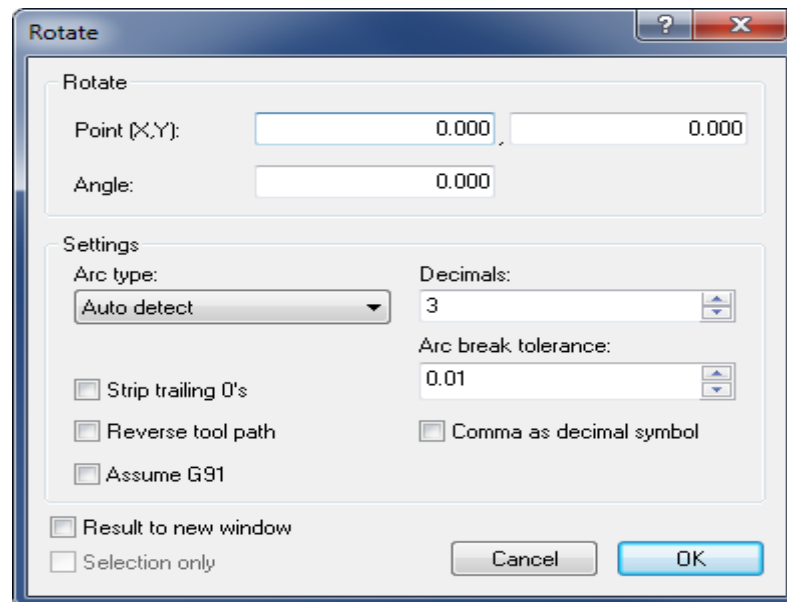 Rotate
?
Rotate
Point (X,Y): 0.000 , 0.000
Angle: 0.000
Settings
Arc type:
Auto detect
Decimals:
3
Arc break tolerance:
0.01
Strip trailing 0's
Reverse tool path
Comma as decimal symbol
Assume G91
Result to new window
Selection only
Cancel
OK